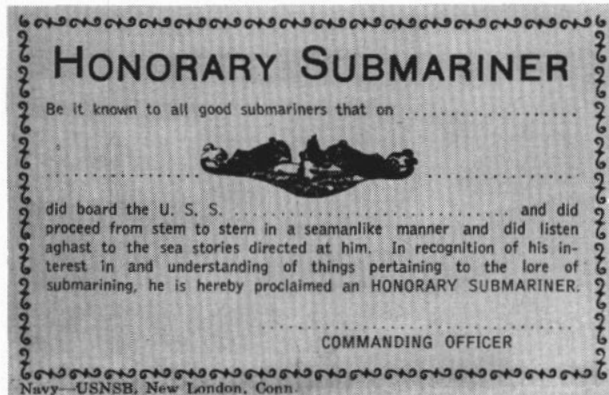 HONORARY SUBMARINER
Be it known to all good submariners that on ....................
.................... ....................
did board the U. S. S. ........................................ and did
proceed from stem to stern in a seamanlike manner and did listen
aghast to the sea stories directed at him. In recognition of his in-
terest in and understanding of things pertaining to the lore of
submarining, he is hereby proclaimed an HONORARY SUBMARINER.
........................................
COMMANDING OFFICER
Navy—USNSB, New London, Conn.